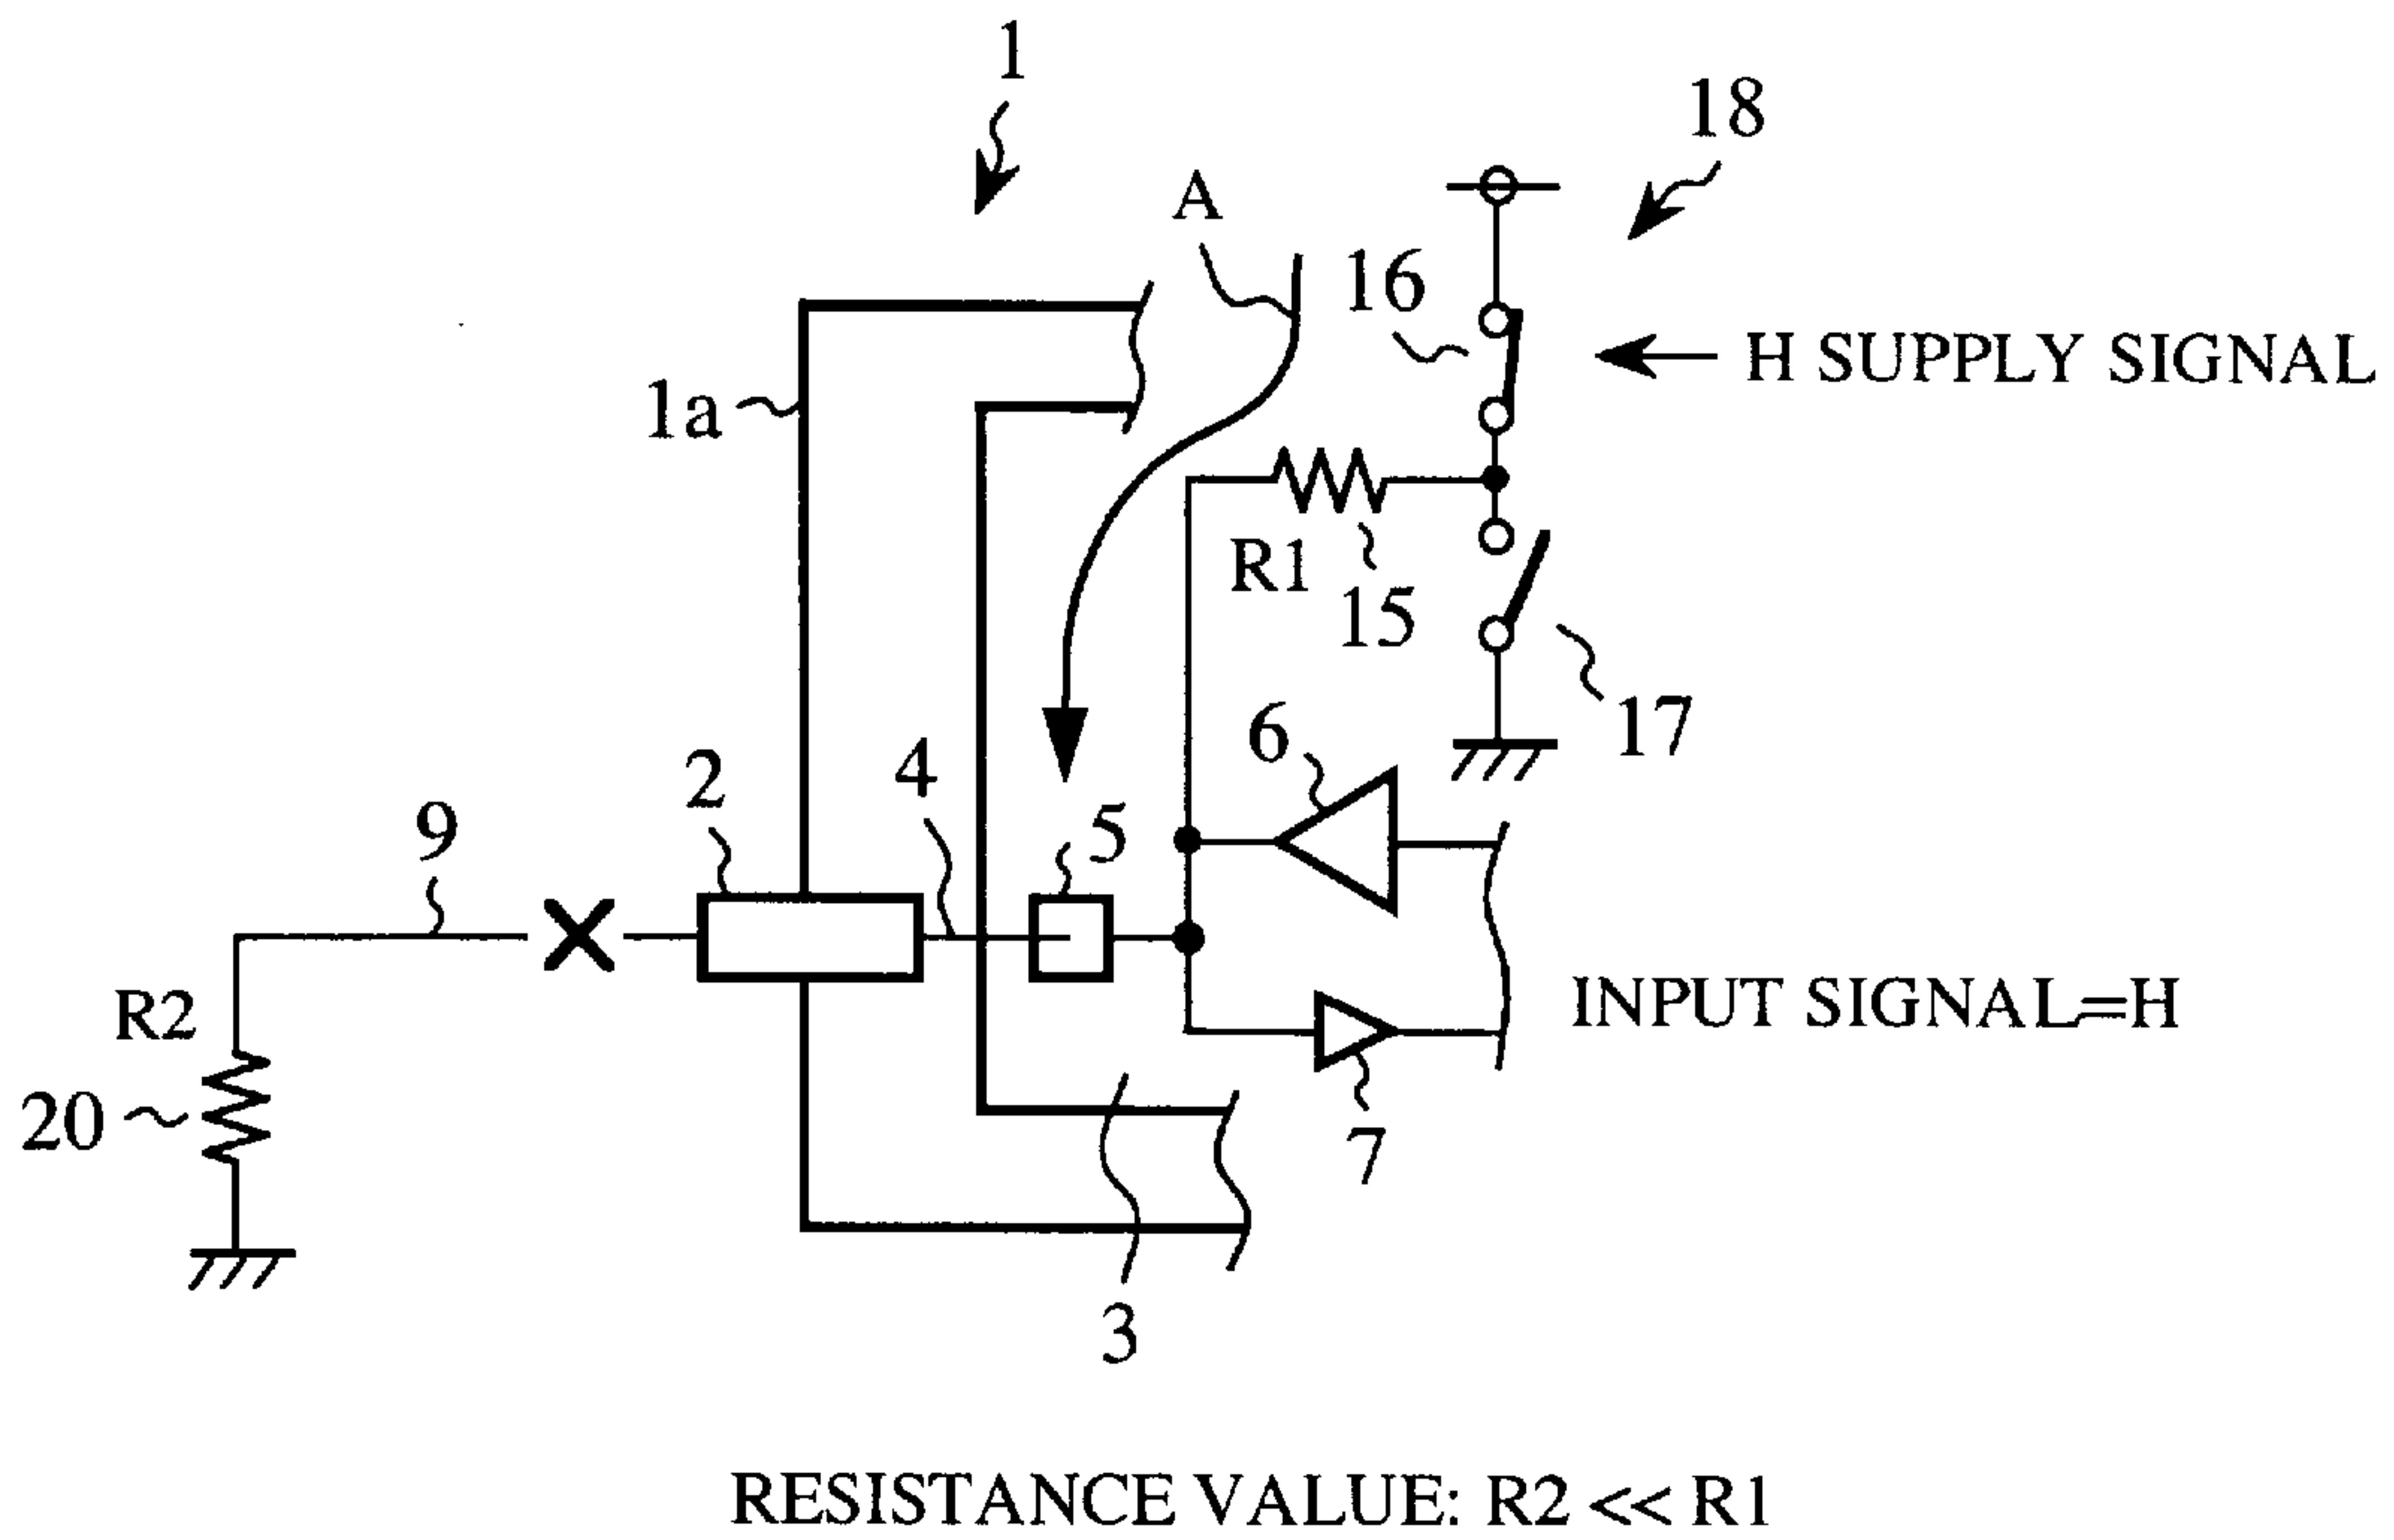 1
18
A
16
H SUPPLY SIGNAL
1a
R1
15
17
6
2
4
5
9
R2
INPUT SIGNAL=H
20
7
3
RESISTANCE VALUE: R2 << R1